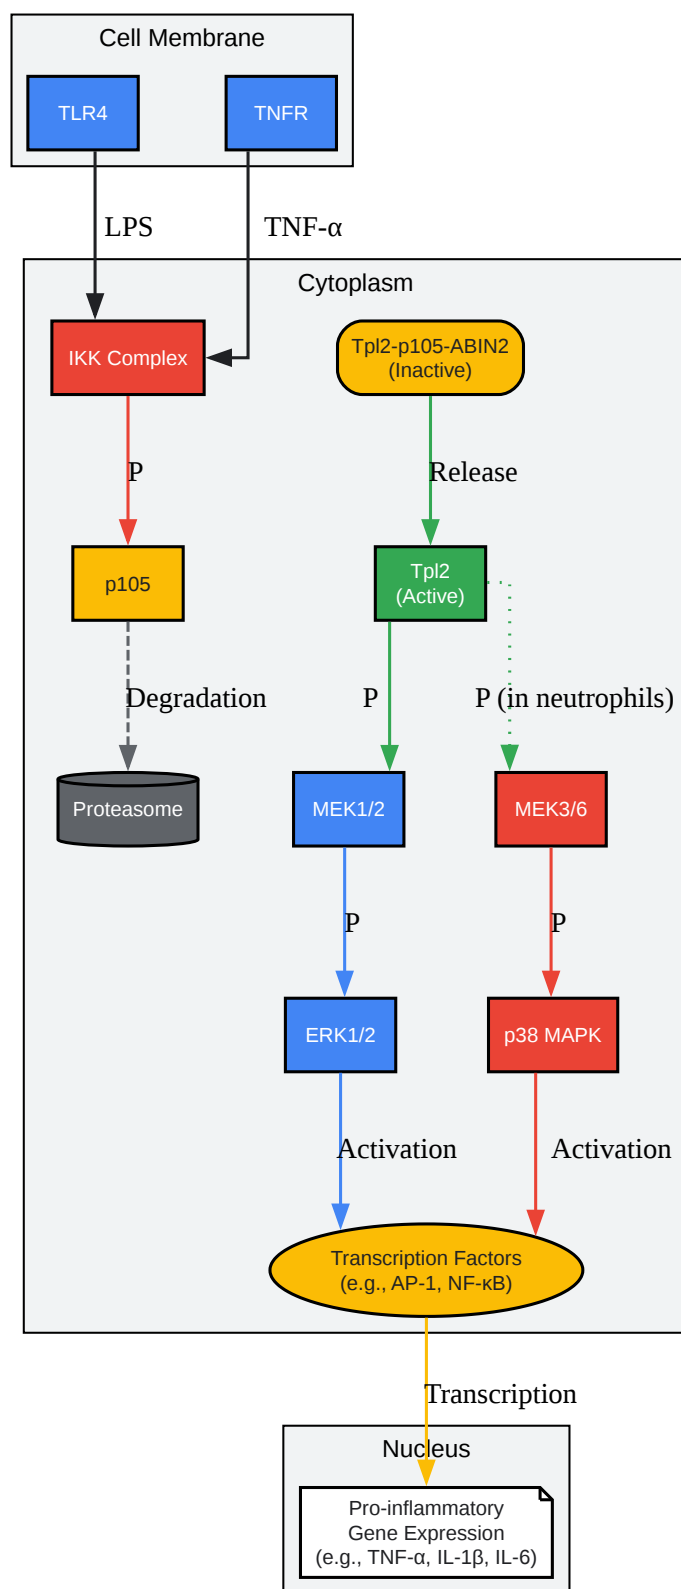 Cell Membrane
TLR4
TNFR
LPS
TNF-α
Cytoplasm
IKK Complex
Tpl2-p105-ABIN2
(Inactive)
P
Release
p105
Tpl2
(Active)
Degradation
P
P (in neutrophils)
Proteasome
MEK1/2
MEK3/6
P
P
ERK1/2
p38 MAPK
Activation
Activation
Transcription Factors
(e.g., AP-1, NF-κB)
Transcription
Nucleus
Pro-inflammatory
Gene Expression
(e.g., TNF-α, IL-1β, IL-6)